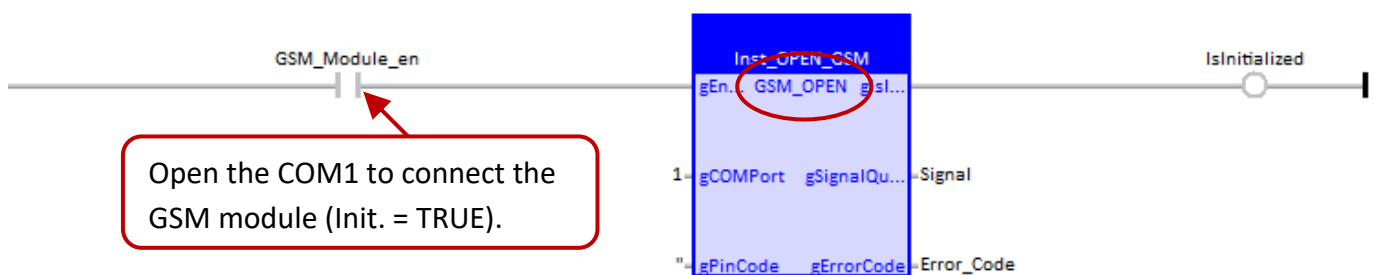 GSM_Module_en
Inst_OPEN_GSM
IsInitialized
gEn... GSM_OPEN gIsI...
Open the COM1 to connect the
GSM module (Init. = TRUE).
1 gCOMPort gSignalQu... Signal
" gPinCode gErrorCode Error_Code